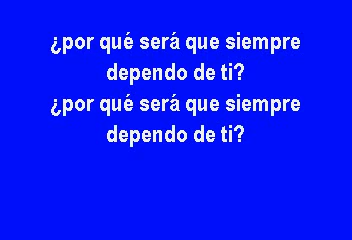 ¿por qué será que siempre
dependo de ti?
¿por qué será que siempre
dependo de ti?